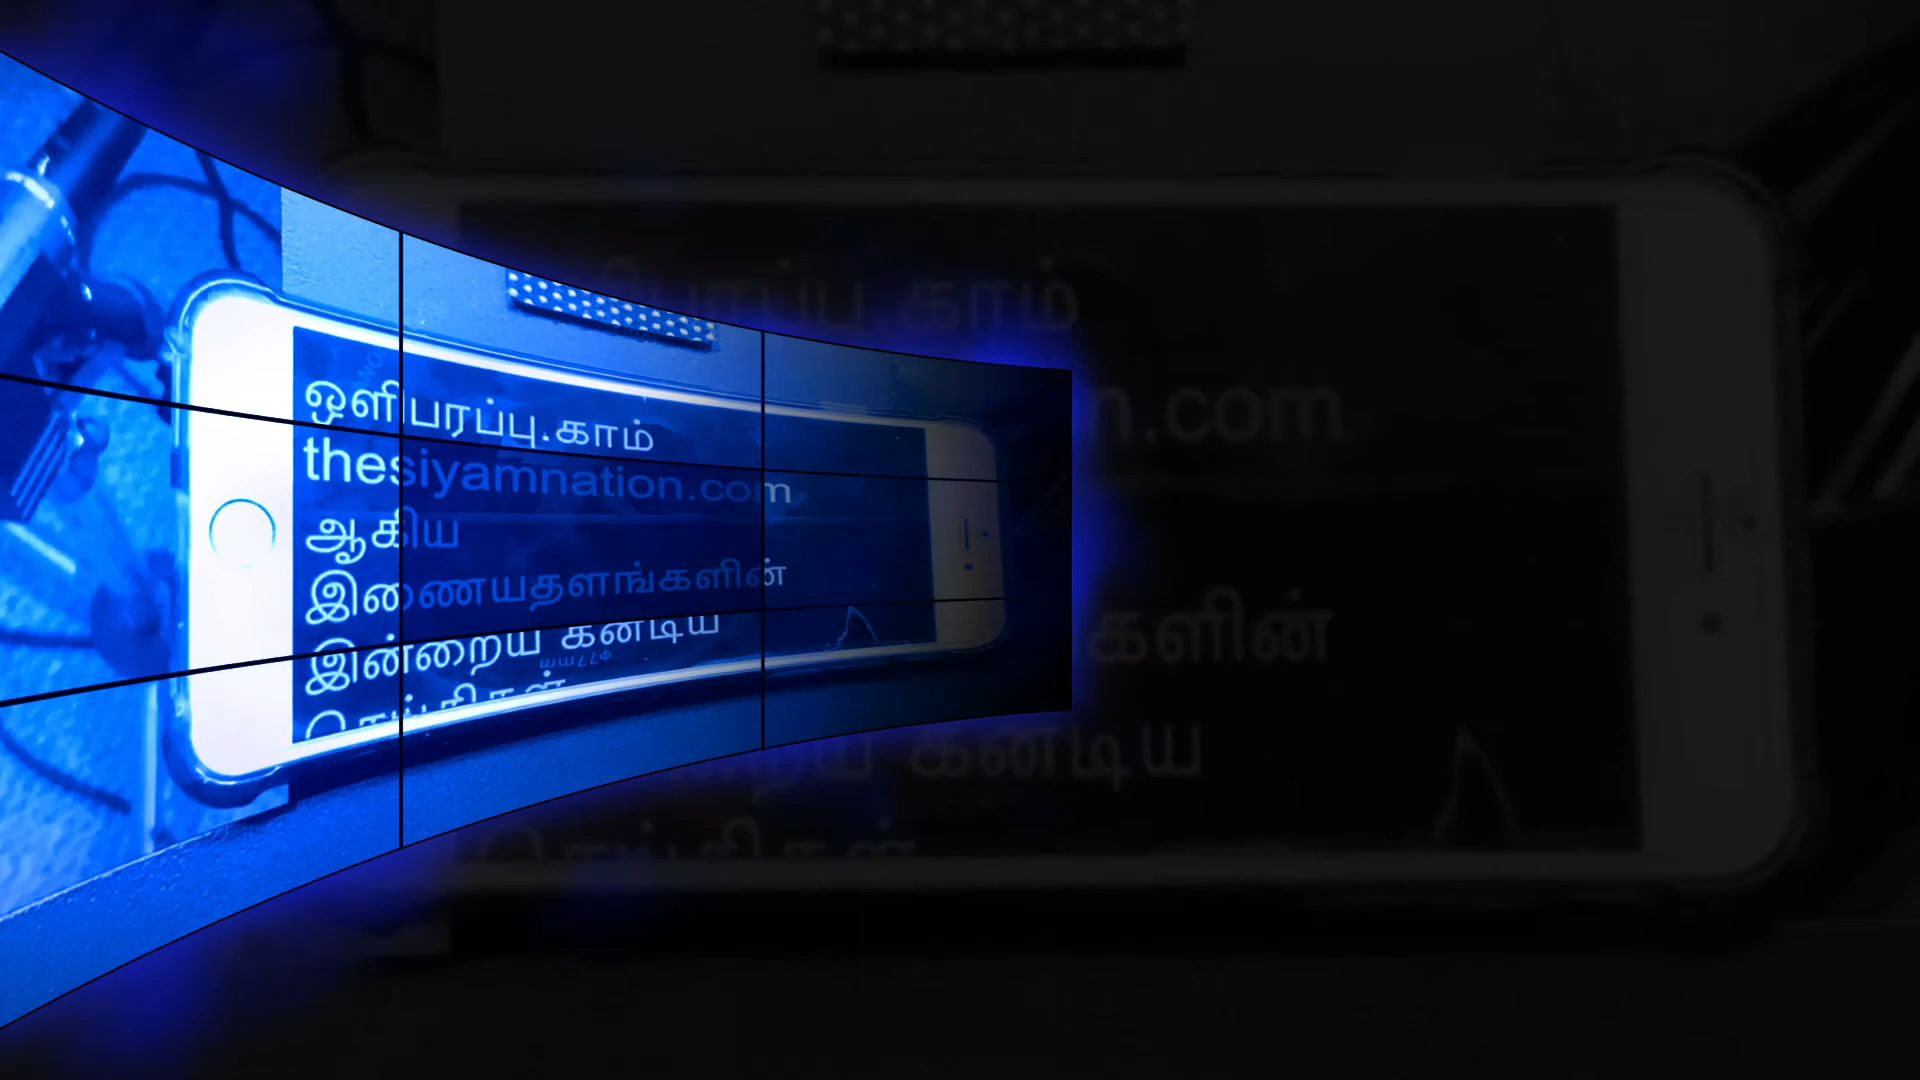 ஒளிபரப்பு.காம்
thesiyamnation.com
ஆகிய
இணையதளங்களின்
இன்றைய கனடிய